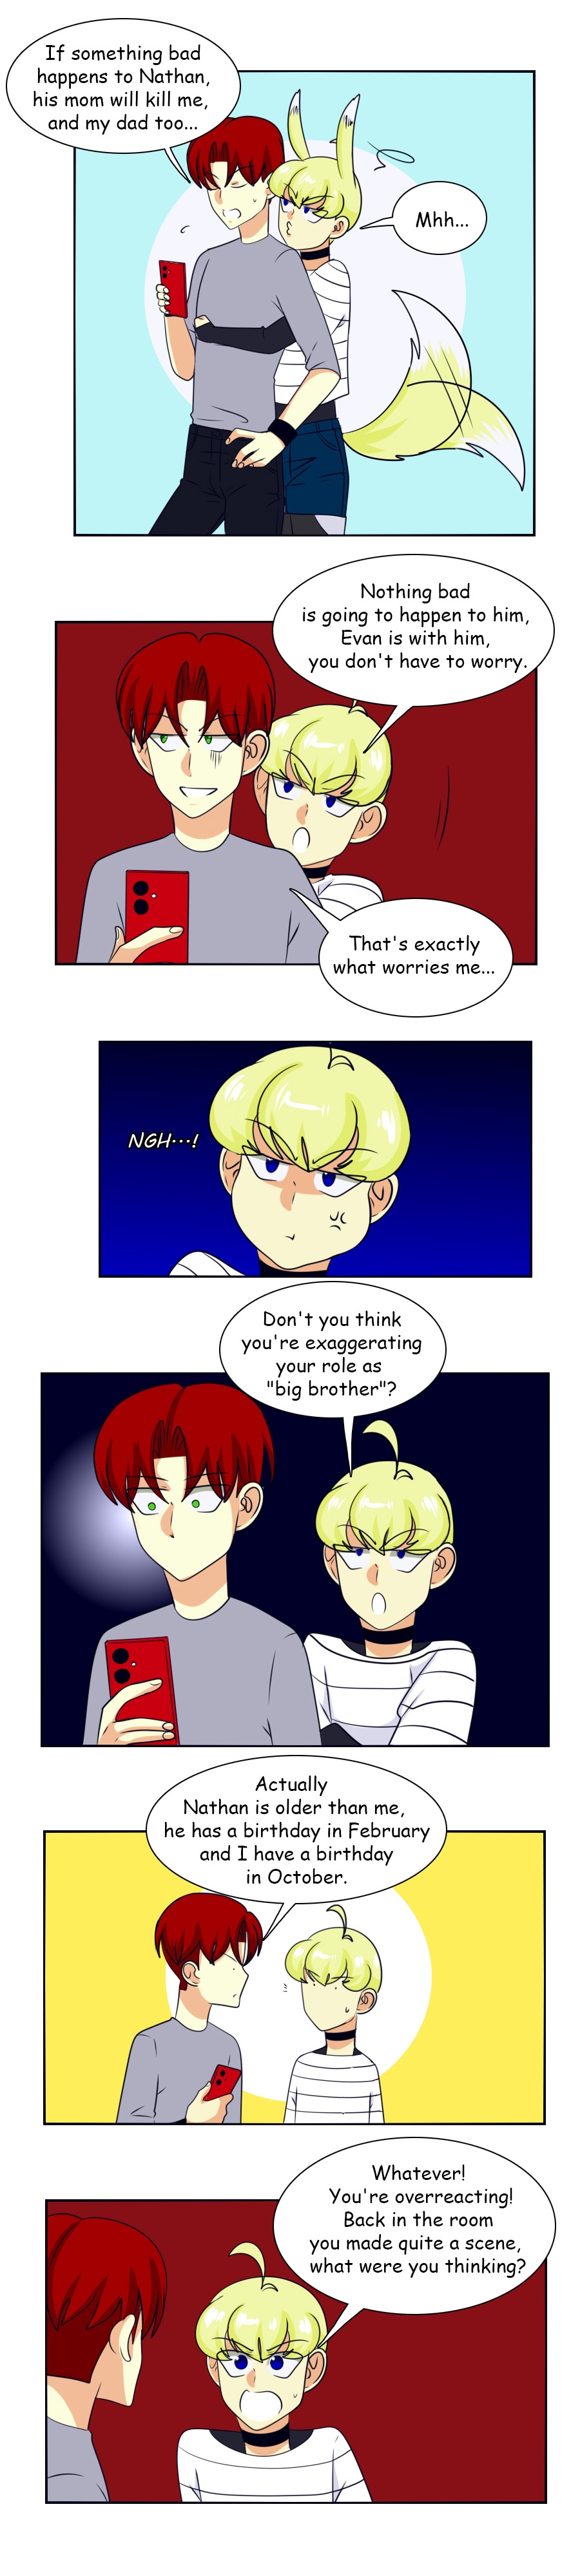 If something bad
happens to Nathan,
his mom will kill me,
and my dad too...
Mhh...
Nothing bad
is going to happen to him,
Evan is with him,
you don't have to worry.
That's exactly
what worries me...
NGH...!
Don't you think
you're exaggerating
your role as
"big brother"?
Actually
Nathan is older than me,
he has a birthday in February
and I have a birthday
in October.
Whatever!
You're overreacting!
Back in the room
you made quite a scene,
what were you thinking?